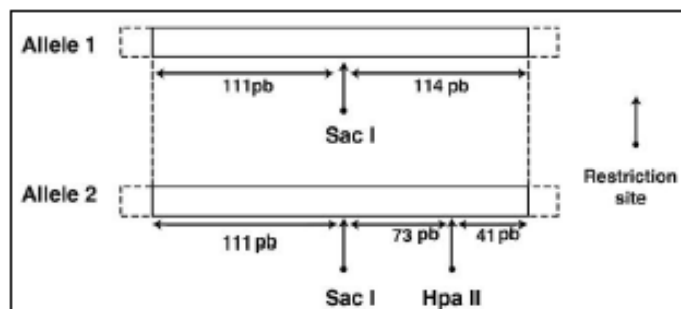 Allele 1
111pb 114 pb
Sac I
Restriction
site
Allele 2
111 pb 73 pb 41 pb
Sac I Hpa II